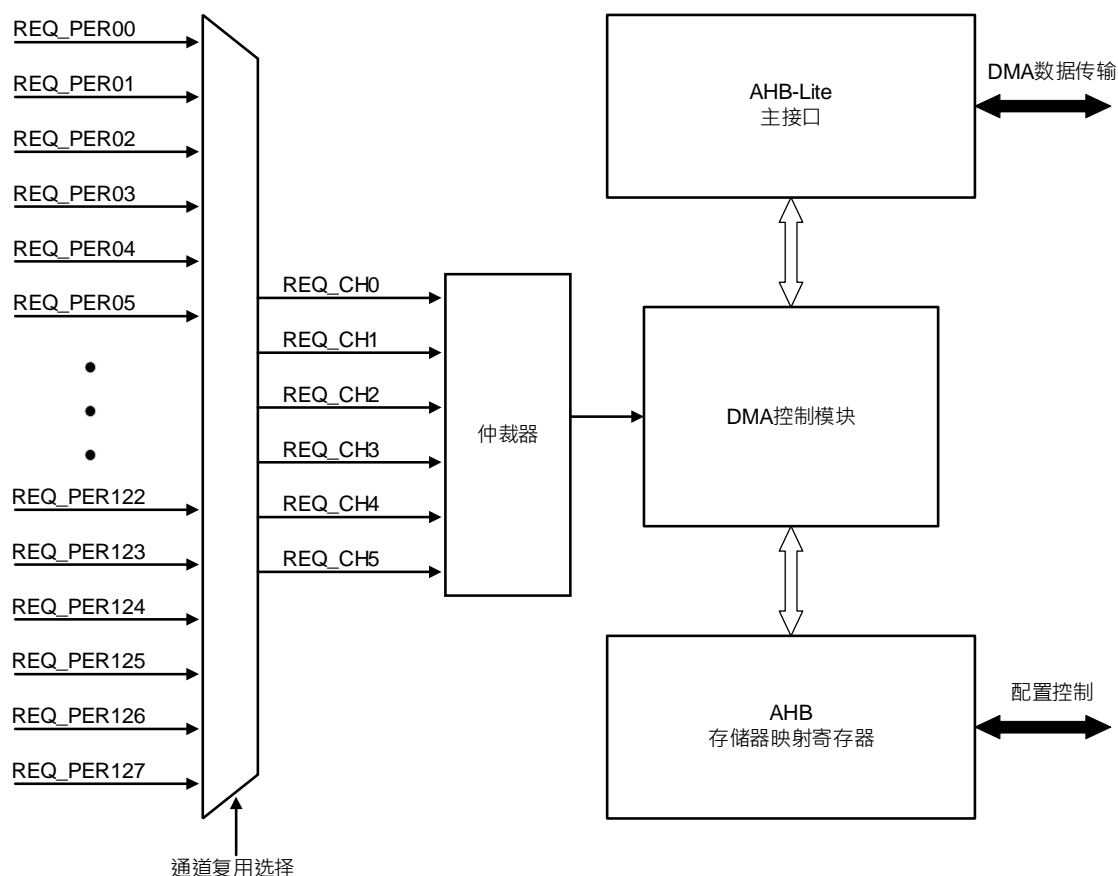 REQ_PER00
REQ_PER01
REQ_PER02
REQ_PER03
REQ_PER04
REQ_PER05
REQ_PER122
REQ_PER123
REQ_PER124
REQ_PER125
REQ_PER126
REQ_PER127
通道复用选择
REQ_CH0
REQ_CH1
REQ_CH2
REQ_CH3
REQ_CH4
REQ_CH5
仲裁器
AHB-Lite
主接口
DMA数据传输
DMA控制模块
AHB
存储器映射寄存器
配置控制